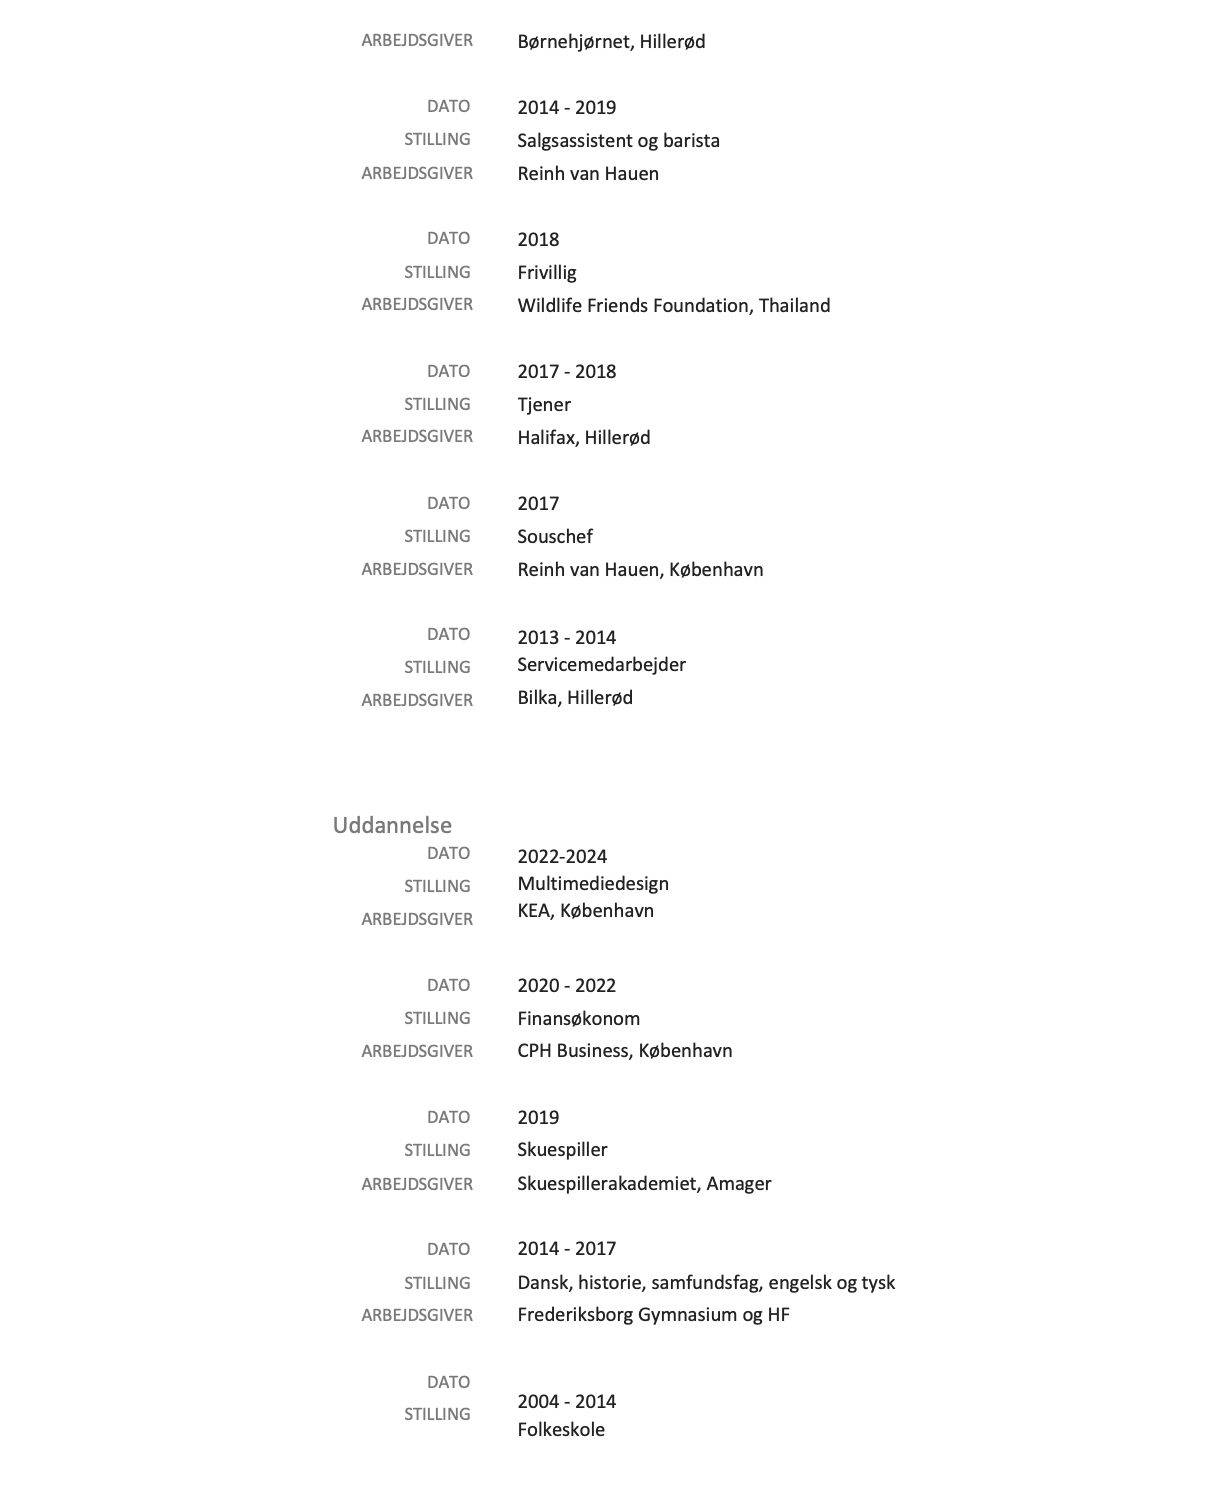 ARBEJDSGIVER Børnehjørnet, Hillerød
DATO 2014 - 2019
STILLING Salgsassistent og barista
ARBEJDSGIVER Reinh van Hauen
DATO 2018
STILLING Frivillig
ARBEJDSGIVER Wildlife Friends Foundation, Thailand
DATO 2017 - 2018
STILLING Tjener
ARBEJDSGIVER Halifax, Hillerød
DATO 2017
STILLING Souschef
ARBEJDSGIVER Reinh van Hauen, København
DATO 2013 - 2014
STILLING Servicemedarbejder
ARBEJDSGIVER Bilka, Hillerød
Uddannelse
DATO 2022-2024
STILLING Multimediedesign
ARBEJDSGIVER KEA, København
DATO 2020 - 2022
STILLING Finansøkonom
ARBEJDSGIVER CPH Business, København
DATO 2019
STILLING Skuespiller
ARBEJDSGIVER Skuespillerakademiet, Amager
DATO 2014 - 2017
STILLING Dansk, historie, samfundsfag, engelsk og tysk
ARBEJDSGIVER Frederiksborg Gymnasium og HF
DATO 2004 - 2014
STILLING Folkeskole